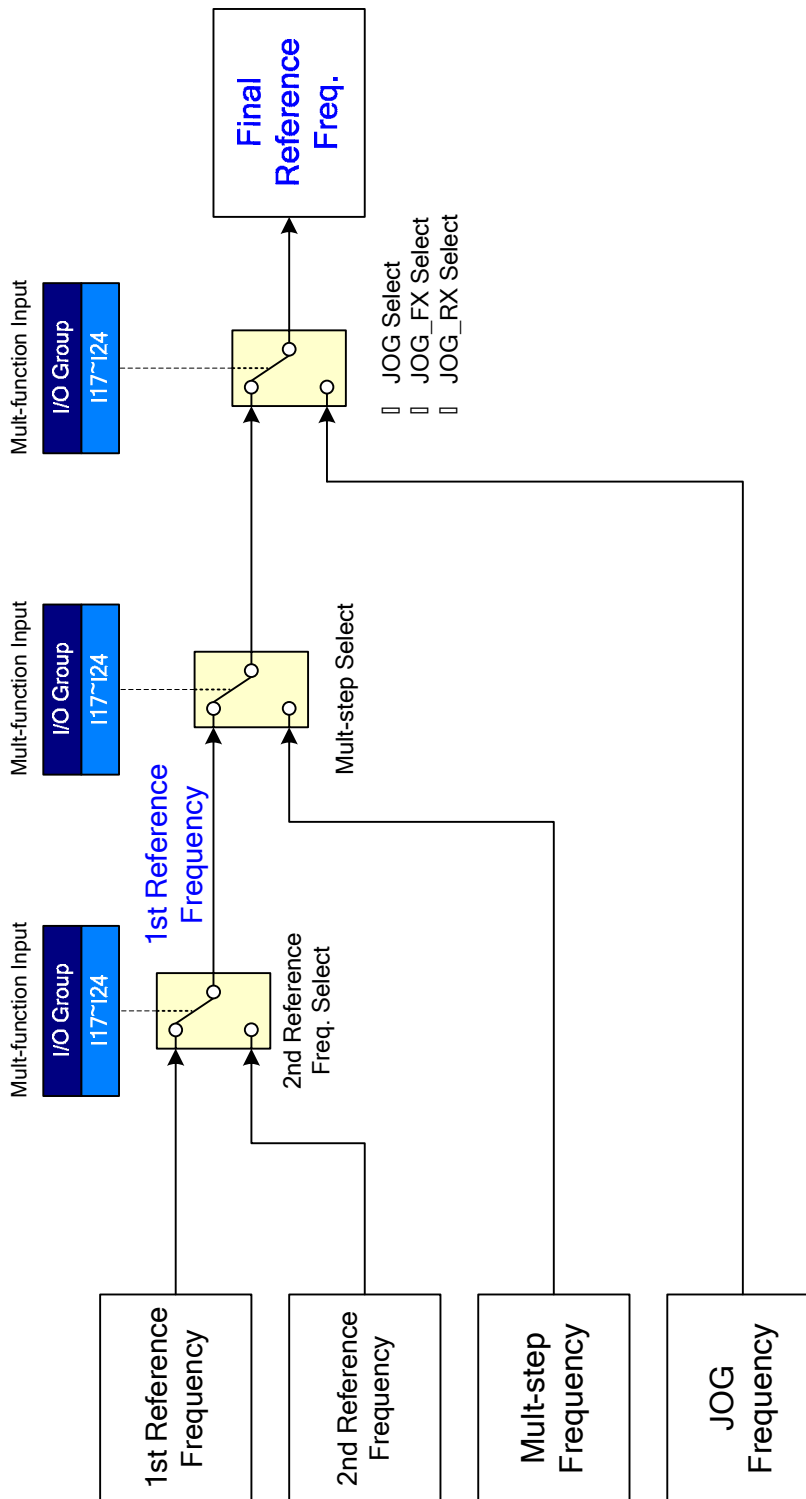 Mult-function Input
I/O Group
I17~I24
Mult-function Input
I/O Group
I17~I24
Mult-function Input
I/O Group
I17~I24
1st Reference
Frequency
2nd Reference
Frequency
Mult-step
Frequency
JOG
Frequency
2nd Reference
Freq. Select
1st Reference
Frequency
Mult-step Select
JOG Select
JOG_FX Select
JOG_RX Select
Final
Reference
Freq.